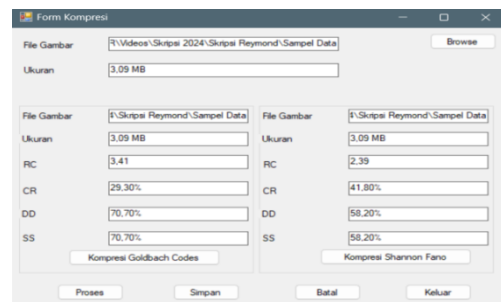 Form Kompresi
File Gambar R\Videos\Skripsi 2024\Skripsi Reymond\Sampel Data Browse
Ukuran 3,09 MB
File Gambar \Skripsi Reymond\Sampel Data File Gambar \Skripsi Reymond\Sampel Data
Ukuran 3,09 MB Ukuran 3,09 MB
RC 3,41 RC 2,39
CR 29,30% CR 41,80%
DD 70,70% DD 58,20%
SS 70,70% SS 58,20%
Kompresi Goldbach Codes Kompresi Shannon Fano
Proses Simpan Batal Keluar